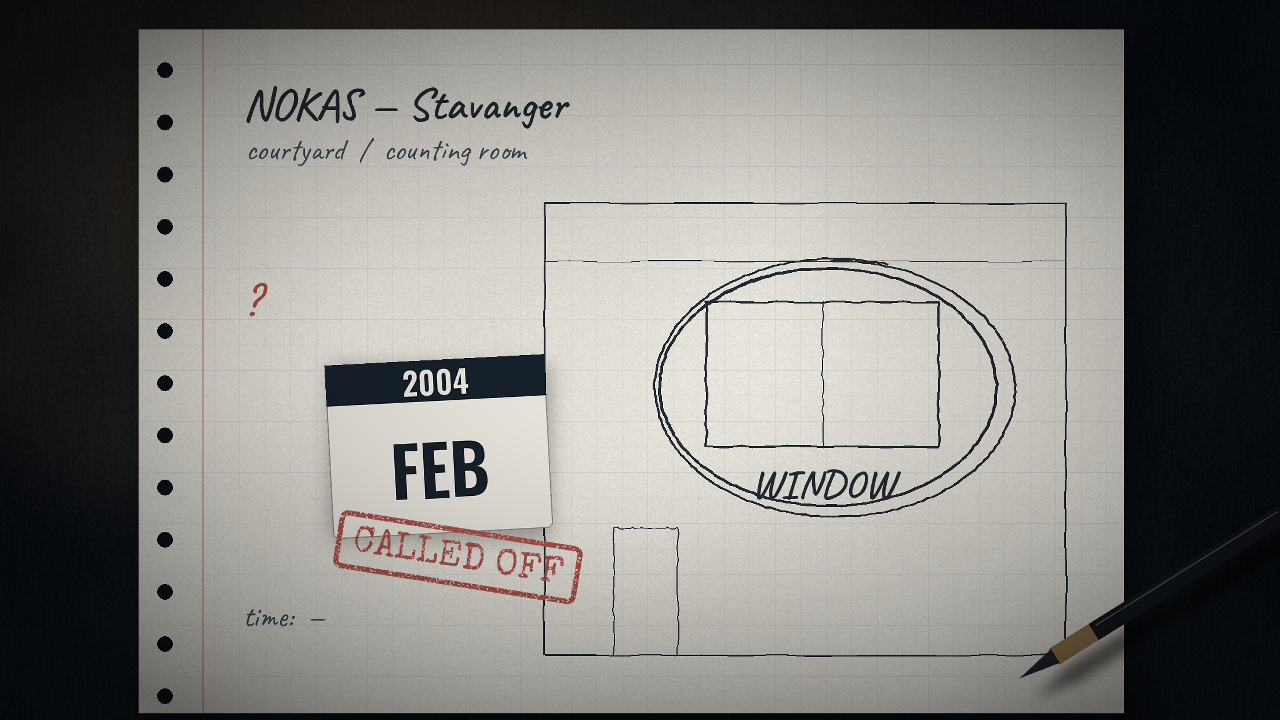 NOKAS – Stavanger
courtyard / counting room
?
2004
FEB
CALLED OFF
WINDOW
time: –